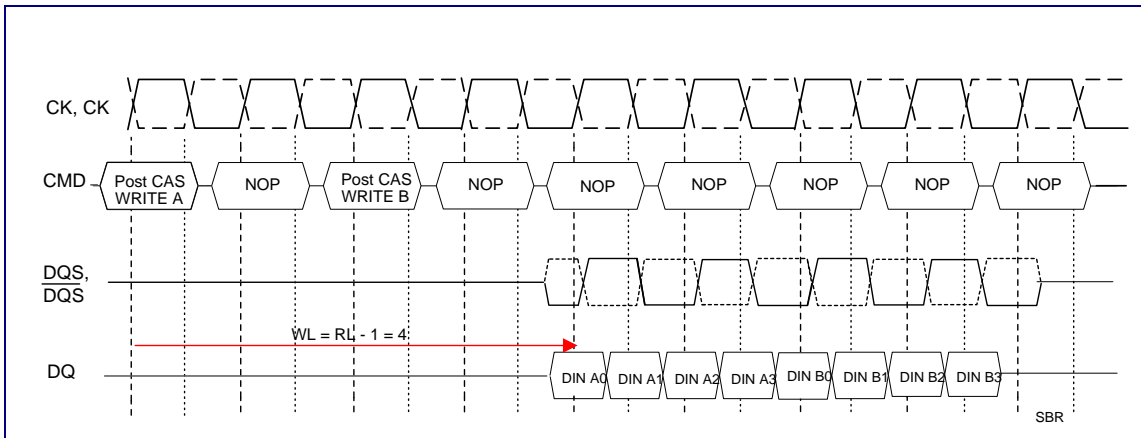 CK, CK
CMD
Post CAS
WRITE A
NOP
Post CAS
WRITE B
NOP
NOP
NOP
NOP
NOP
NOP
DQS,
DQS
WL = RL - 1 = 4
DQ
DIN A0
DIN A1
DIN A2
DIN A3
DIN B0
DIN B1
DIN B2
DIN B3
SBR